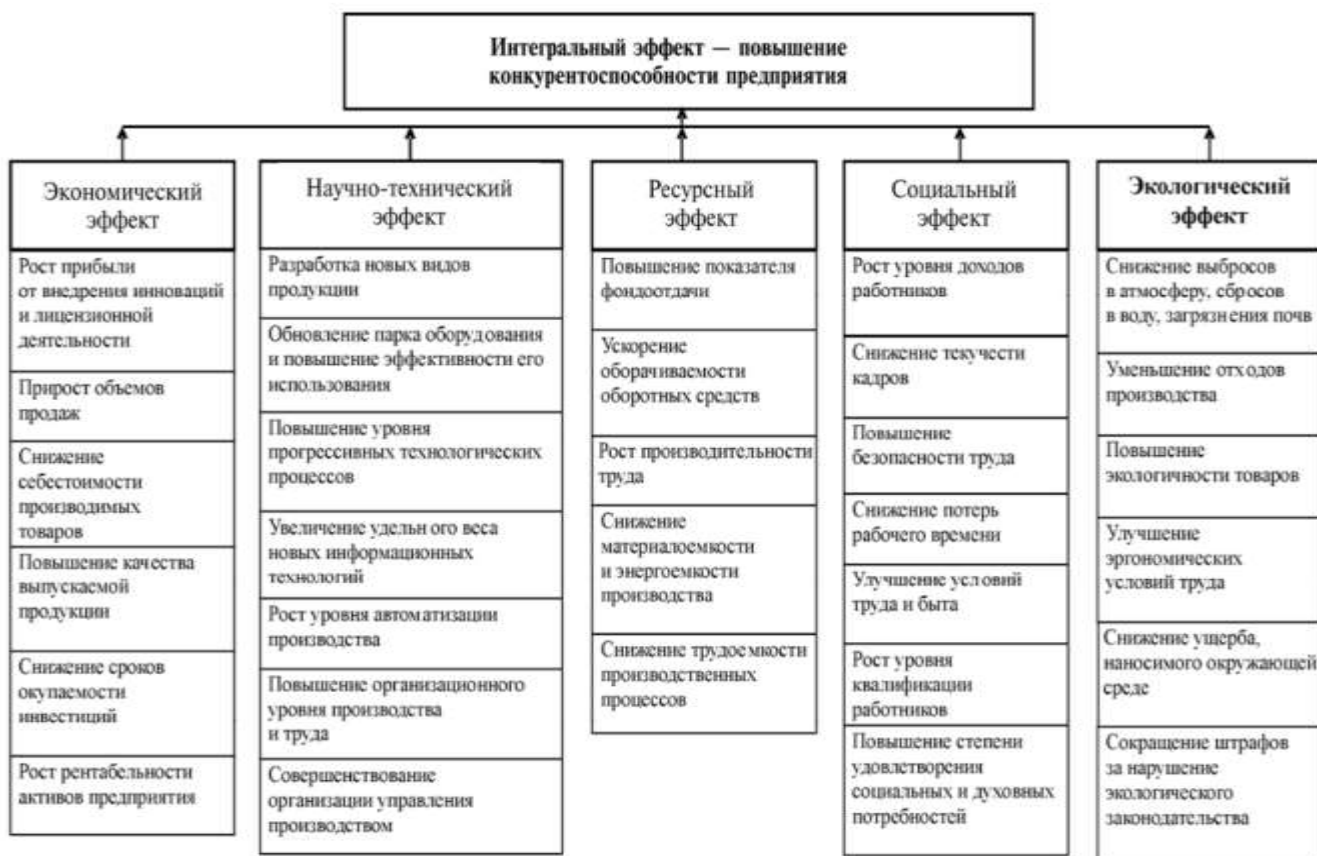 Интегральный эффект — повышение
конкурентоспособности предприятия
Экономический
эффект
Рост прибыли
от внедрения инноваций
и лицензионной
деятельности
Прирост объемов
продаж
Снижение
себестоимости
производимых
товаров
Повышение качества
выпускаемой
продукции
Снижение сроков
окупаемости
инвестиций
Рост рентабельности
активов предприятия
Научно-технический
эффект
Разработка новых видов
продукции
Обновление парка оборудования
и повышение эффективности его
использования
Повышение уровня
прогрессивных технологических
процессов
Увеличение удельн ого веса
новых информационных
технологий
Рост уровня автоматизации
производства
Повышение организационного
уровня производства
и труда
Совершенствование
организации управления
производством
Ресурсный
эффект
Повышение показателя
фондоотдачи
Ускорение
оборачиваемости
оборотных средств
Рост производительности
труда
Снижение
материалоемкости
и энергоемкости
производства
Снижение трудоемкости
производственных
процессов
Социальный
эффект
Рост уровня доходов
работников
Снижение текучести
кадров
Повышение
безопасности труда
Снижение потерь
рабочего времени
Улучшение условий
труда и быта
Рост уровня
квалификации
работников
Повышение степени
удовлетворения
социальных и духовных
потребностей
Экологический
эффект
Снижение выбросов
в атмосферу, сбросов
в воду, загрязнения почв
Уменьшение отходов
производства
Повышение
экологичности товаров
Улучшение
эргономических
условий труда
Снижение ущерба,
наносимого окружающей
среде
Сокращение штрафов
за нарушение
экологического
законодательства